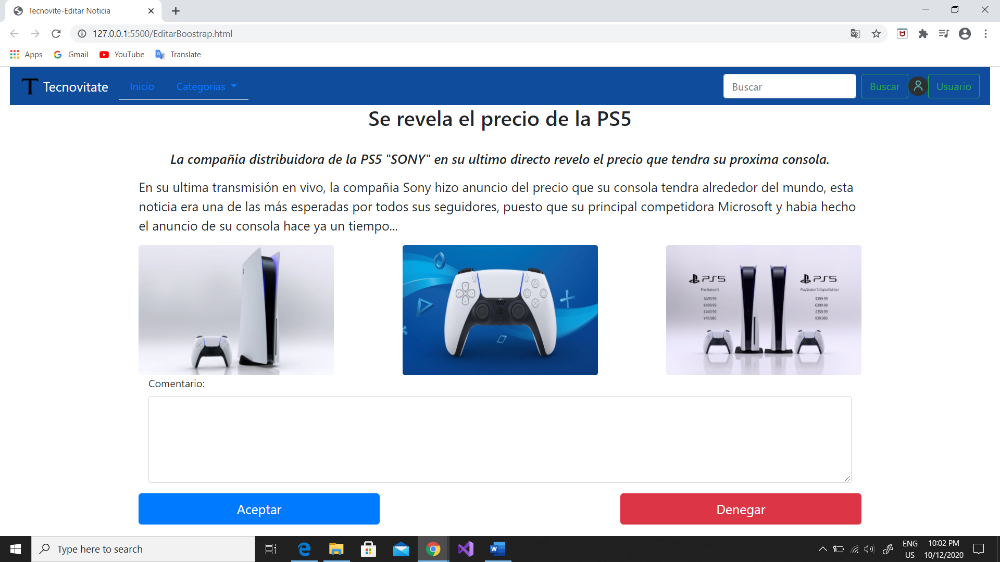 Tecnovite-Editar Noticia
127.0.0.1:5500/EditarBoostrap.html
Apps Gmail YouTube Translate
T Tecnovitate Inicio Categorias Buscar Buscar Usuario
Se revela el precio de la PS5
La compañia distribuidora de la PS5 "SONY" en su ultimo directo revelo el precio que tendra su proxima consola.
En su ultima transmisión en vivo, la compañia Sony hizo anuncio del precio que su consola tendra alrededor del mundo, esta
noticia era una de las más esperadas por todos sus seguidores, puesto que su principal competidora Microsoft y habia hecho
el anuncio de su consola hace ya un tiempo...
PS5 PS5
PlayStation 5 PlayStation 5 Digital Edition
$499.99 $399.99
€499.99 €399.99
£449.99 £359.99
¥49,980 ¥39,980
Comentario:
Aceptar Denegar
Type here to search
ENG 10:02 PM
US 10/12/2020